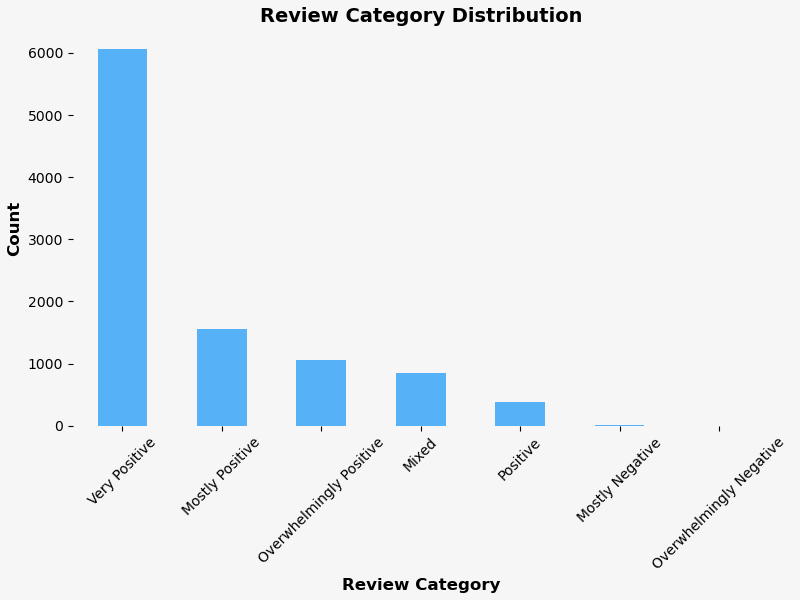 Review Category Distribution
6000
5000
4000
3000
2000
1000
0
Count
Very Positive
Mostly Positive
Overwhelmingly Positive
Mixed
Positive
Mostly Negative
Overwhelmingly Negative
Review Category